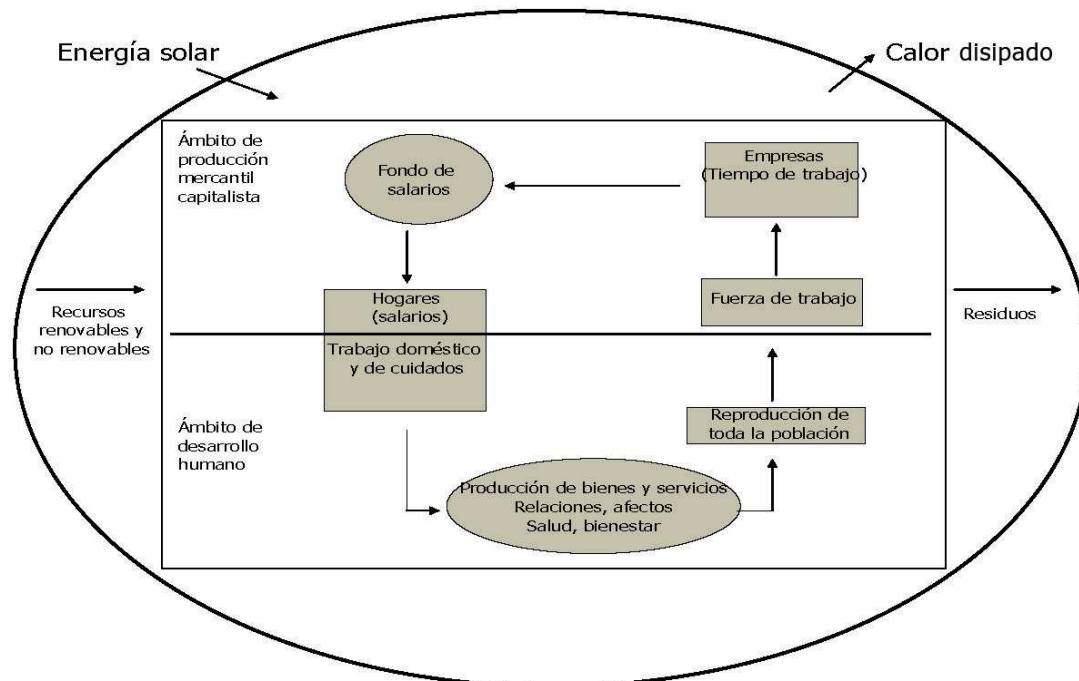 Energía solar
Calor disipado
Ámbito de
producción
mercantil
capitalista
Fondo de
salarios
Empresas
(Tiempo de trabajo)
Hogares
(salarios)
Fuerza de trabajo
Recursos
renovables y
no renovables
Residuos
Trabajo doméstico
y de cuidados
Ámbito de
desarrollo
humano
Reproducción de
toda la población
Producción de bienes y servicios
Relaciones, afectos
Salud, bienestar